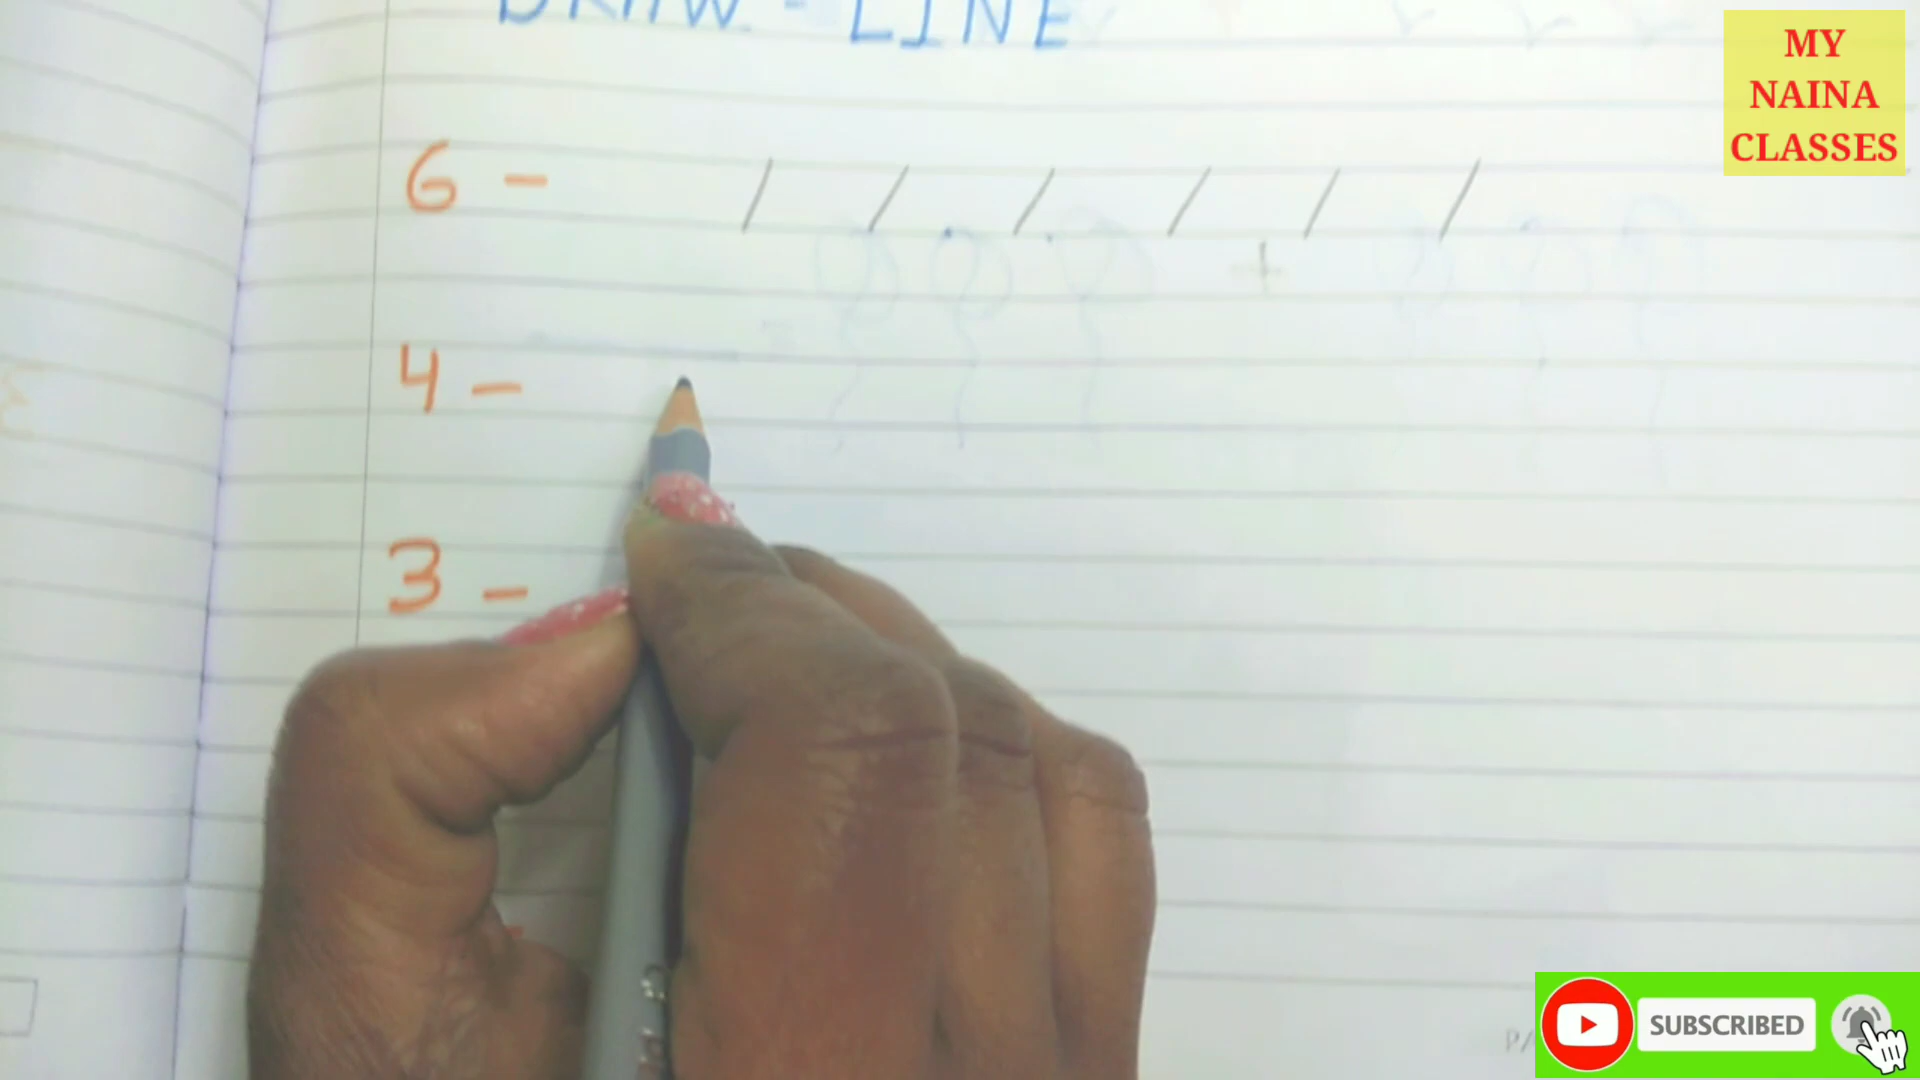 DRAW - LINE
MY
NAINA
CLASSES
6 - / / / / / /
4 -
3 -
SUBSCRIBED